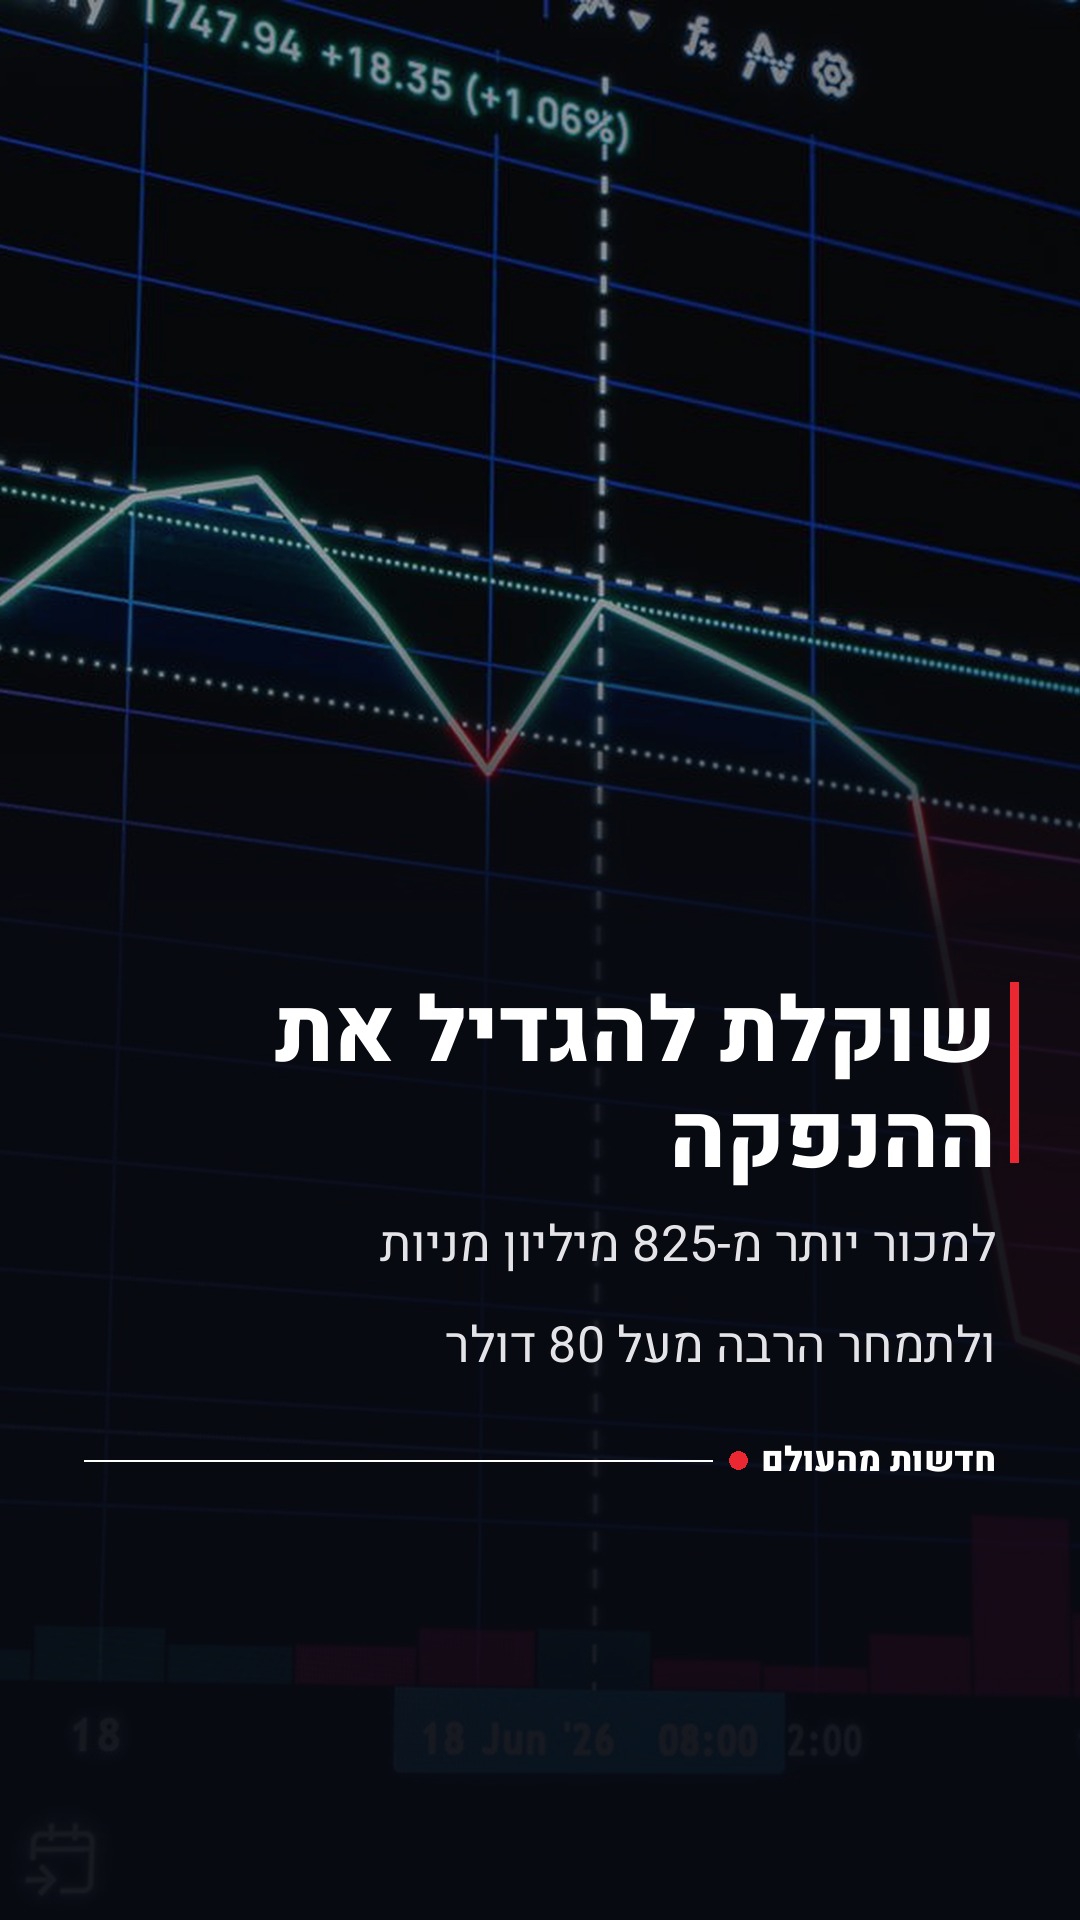 1747.94 +18.35 (+1.06%)
שוקלת להגדיל את
ההנפקה
למכור יותר מ-825 מיליון מניות
ולתמחר הרבה מעל 80 דולר
חדשות מהעולם
18 18 Jun '26 08:00 2:00